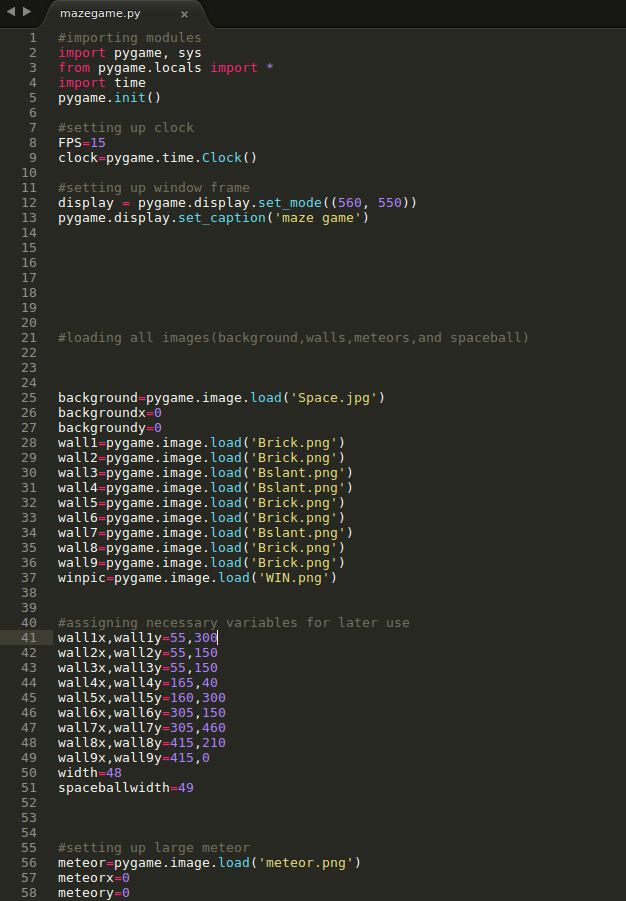 mazegame.py ×
1 #importing modules
2 import pygame, sys
3 from pygame.locals import *
4 import time
5 pygame.init()
6
7 #setting up clock
8 FPS=15
9 clock=pygame.time.Clock()
10
11 #setting up window frame
12 display = pygame.display.set_mode((560, 550))
13 pygame.display.set_caption('maze game')
14
15
16
17
18
19
20
21 #loading all images(background,walls,meteors,and spaceball)
22
23
24
25 background=pygame.image.load('Space.jpg')
26 backgroundx=0
27 backgroundy=0
28 wall1=pygame.image.load('Brick.png')
29 wall2=pygame.image.load('Brick.png')
30 wall3=pygame.image.load('Bslant.png')
31 wall4=pygame.image.load('Bslant.png')
32 wall5=pygame.image.load('Brick.png')
33 wall6=pygame.image.load('Brick.png')
34 wall7=pygame.image.load('Bslant.png')
35 wall8=pygame.image.load('Brick.png')
36 wall9=pygame.image.load('Brick.png')
37 winpic=pygame.image.load('WIN.png')
38
39
40 #assigning necessary variables for later use
41 wall1x,wall1y=55,300
42 wall2x,wall2y=55,150
43 wall3x,wall3y=55,150
44 wall4x,wall4y=165,40
45 wall5x,wall5y=160,300
46 wall6x,wall6y=305,150
47 wall7x,wall7y=305,460
48 wall8x,wall8y=415,210
49 wall9x,wall9y=415,0
50 width=48
51 spaceballwidth=49
52
53
54
55 #setting up large meteor
56 meteor=pygame.image.load('meteor.png')
57 meteorx=0
58 meteory=0